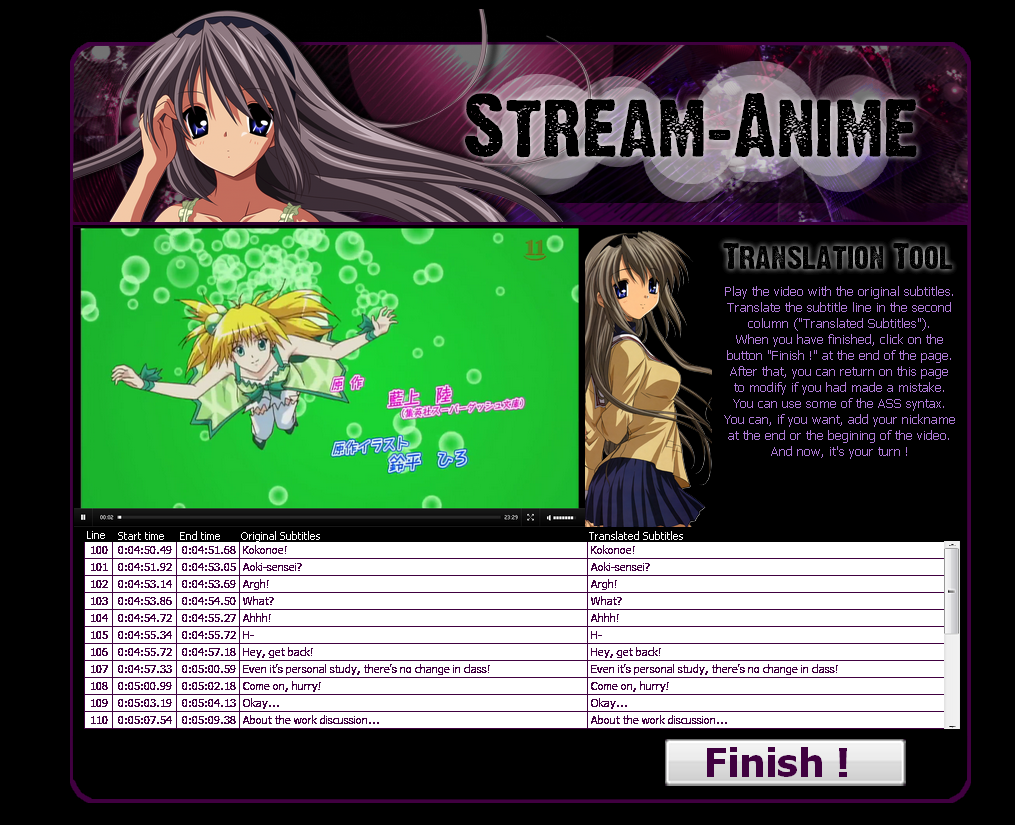 STREAM-ANIME
11
原作
藍上 陸
(集英社スーパーダッシュ文庫)
原作イラスト
鈴平 ひろ
00:02
23:29
TRANSLATION TOOL
Play the video with the original subtitles.
Translate the subtitle line in the second
column ("Translated Subtitles").
When you have finished, click on the
button "Finish !" at the end of the page.
After that, you can return on this page
to modify if you had made a mistake.
You can use some of the ASS syntax.
You can, if you want, add your nickname
at the end or the begining of the video.
And now, it's your turn !
Line Start time End time Original Subtitles Translated Subtitles
100 0:04:50.49 0:04:51.68 Kokonoe! Kokonoe!
101 0:04:51.92 0:04:53.05 Aoki-sensei? Aoki-sensei?
102 0:04:53.14 0:04:53.69 Argh! Argh!
103 0:04:53.86 0:04:54.50 What? What?
104 0:04:54.72 0:04:55.27 Ahhh! Ahhh!
105 0:04:55.34 0:04:55.72 H- H-
106 0:04:55.72 0:04:57.18 Hey, get back! Hey, get back!
107 0:04:57.33 0:05:00.59 Even it's personal study, there's no change in class! Even it's personal study, there's no change in class!
108 0:05:00.99 0:05:02.18 Come on, hurry! Come on, hurry!
109 0:05:03.19 0:05:04.13 Okay... Okay...
110 0:05:07.54 0:05:09.38 About the work discussion... About the work discussion...
Finish !